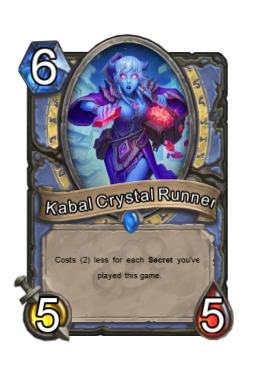 6
Kabal Crystal Runner
Costs (2) less for each Secret you've
played this game.
5
5